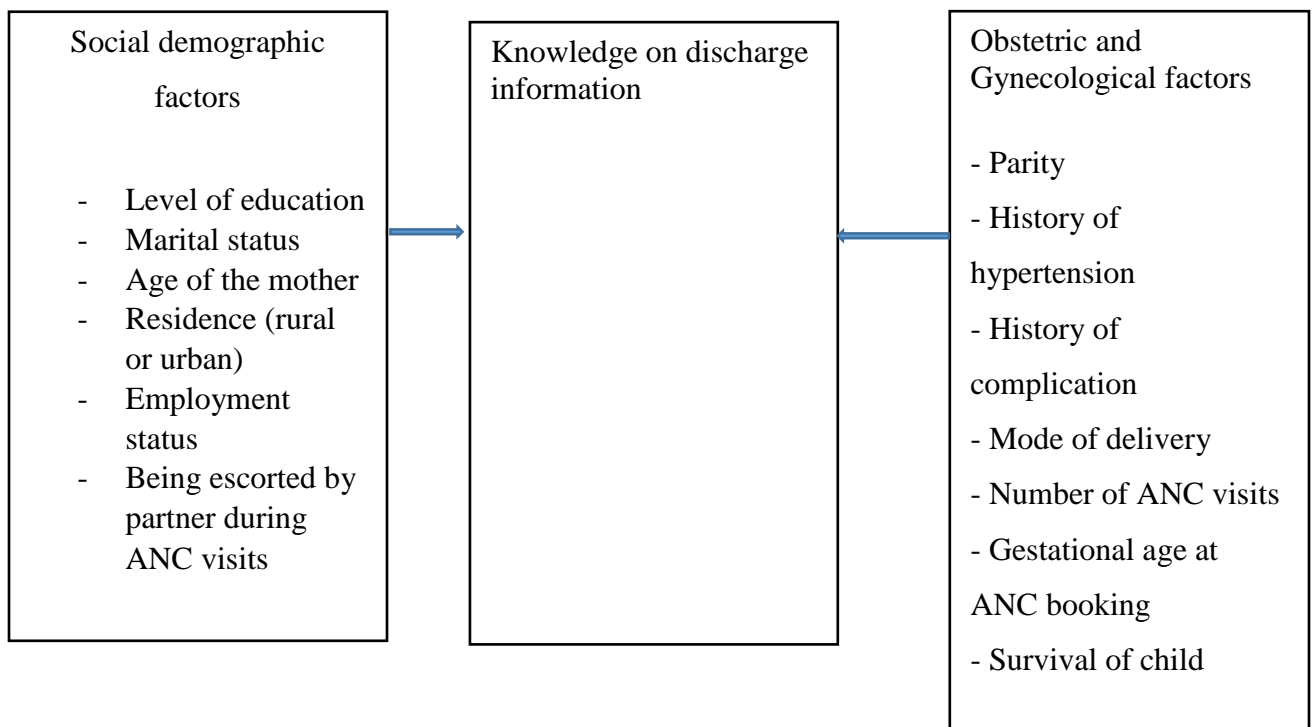 Social demographic
factors
- Level of education
- Marital status
- Age of the mother
- Residence (rural
or urban)
- Employment
status
- Being escorted by
partner during
ANC visits
Knowledge on discharge
information
Obstetric and
Gynecological factors
- Parity
- History of
hypertension
- History of
complication
- Mode of delivery
- Number of ANC visits
- Gestational age at
ANC booking
- Survival of child